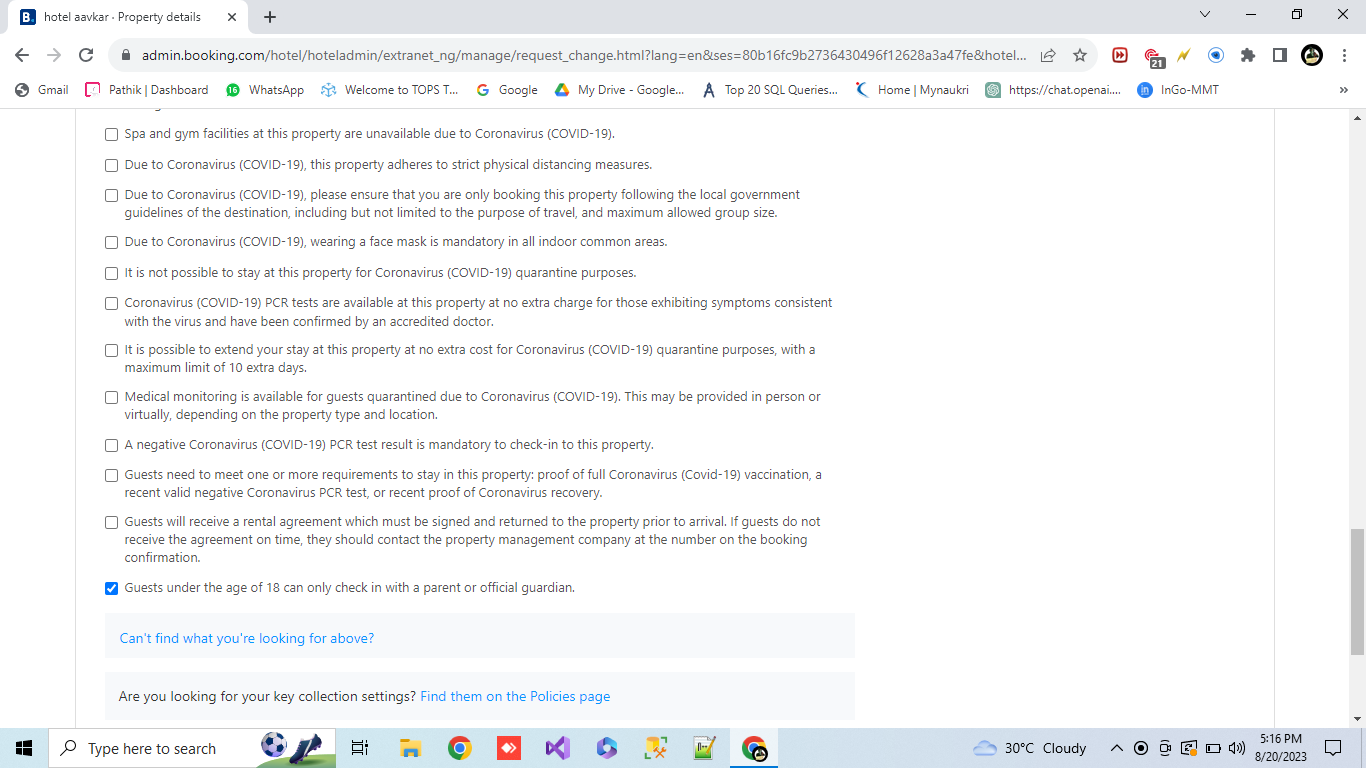 B. hotel aavkar · Property details
admin.booking.com/hotel/hoteladmin/extranet_ng/manage/request_change.html?lang=en&ses=80b16fc9b2736430496f12628a3a47fe&hotel...
21
Gmail Pathik | Dashboard 16 WhatsApp Welcome to TOPS T... Google My Drive - Google... Top 20 SQL Queries... Home | Mynaukri https://chat.openai.... in InGo-MMT »
Spa and gym facilities at this property are unavailable due to Coronavirus (COVID-19).
Due to Coronavirus (COVID-19), this property adheres to strict physical distancing measures.
Due to Coronavirus (COVID-19), please ensure that you are only booking this property following the local government
guidelines of the destination, including but not limited to the purpose of travel, and maximum allowed group size.
Due to Coronavirus (COVID-19), wearing a face mask is mandatory in all indoor common areas.
It is not possible to stay at this property for Coronavirus (COVID-19) quarantine purposes.
Coronavirus (COVID-19) PCR tests are available at this property at no extra charge for those exhibiting symptoms consistent
with the virus and have been confirmed by an accredited doctor.
It is possible to extend your stay at this property at no extra cost for Coronavirus (COVID-19) quarantine purposes, with a
maximum limit of 10 extra days.
Medical monitoring is available for guests quarantined due to Coronavirus (COVID-19). This may be provided in person or
virtually, depending on the property type and location.
A negative Coronavirus (COVID-19) PCR test result is mandatory to check-in to this property.
Guests need to meet one or more requirements to stay in this property: proof of full Coronavirus (Covid-19) vaccination, a
recent valid negative Coronavirus PCR test, or recent proof of Coronavirus recovery.
Guests will receive a rental agreement which must be signed and returned to the property prior to arrival. If guests do not
receive the agreement on time, they should contact the property management company at the number on the booking
confirmation.
Guests under the age of 18 can only check in with a parent or official guardian.
Can't find what you're looking for above?
Are you looking for your key collection settings? Find them on the Policies page
Type here to search
30°C Cloudy
5:16 PM
8/20/2023